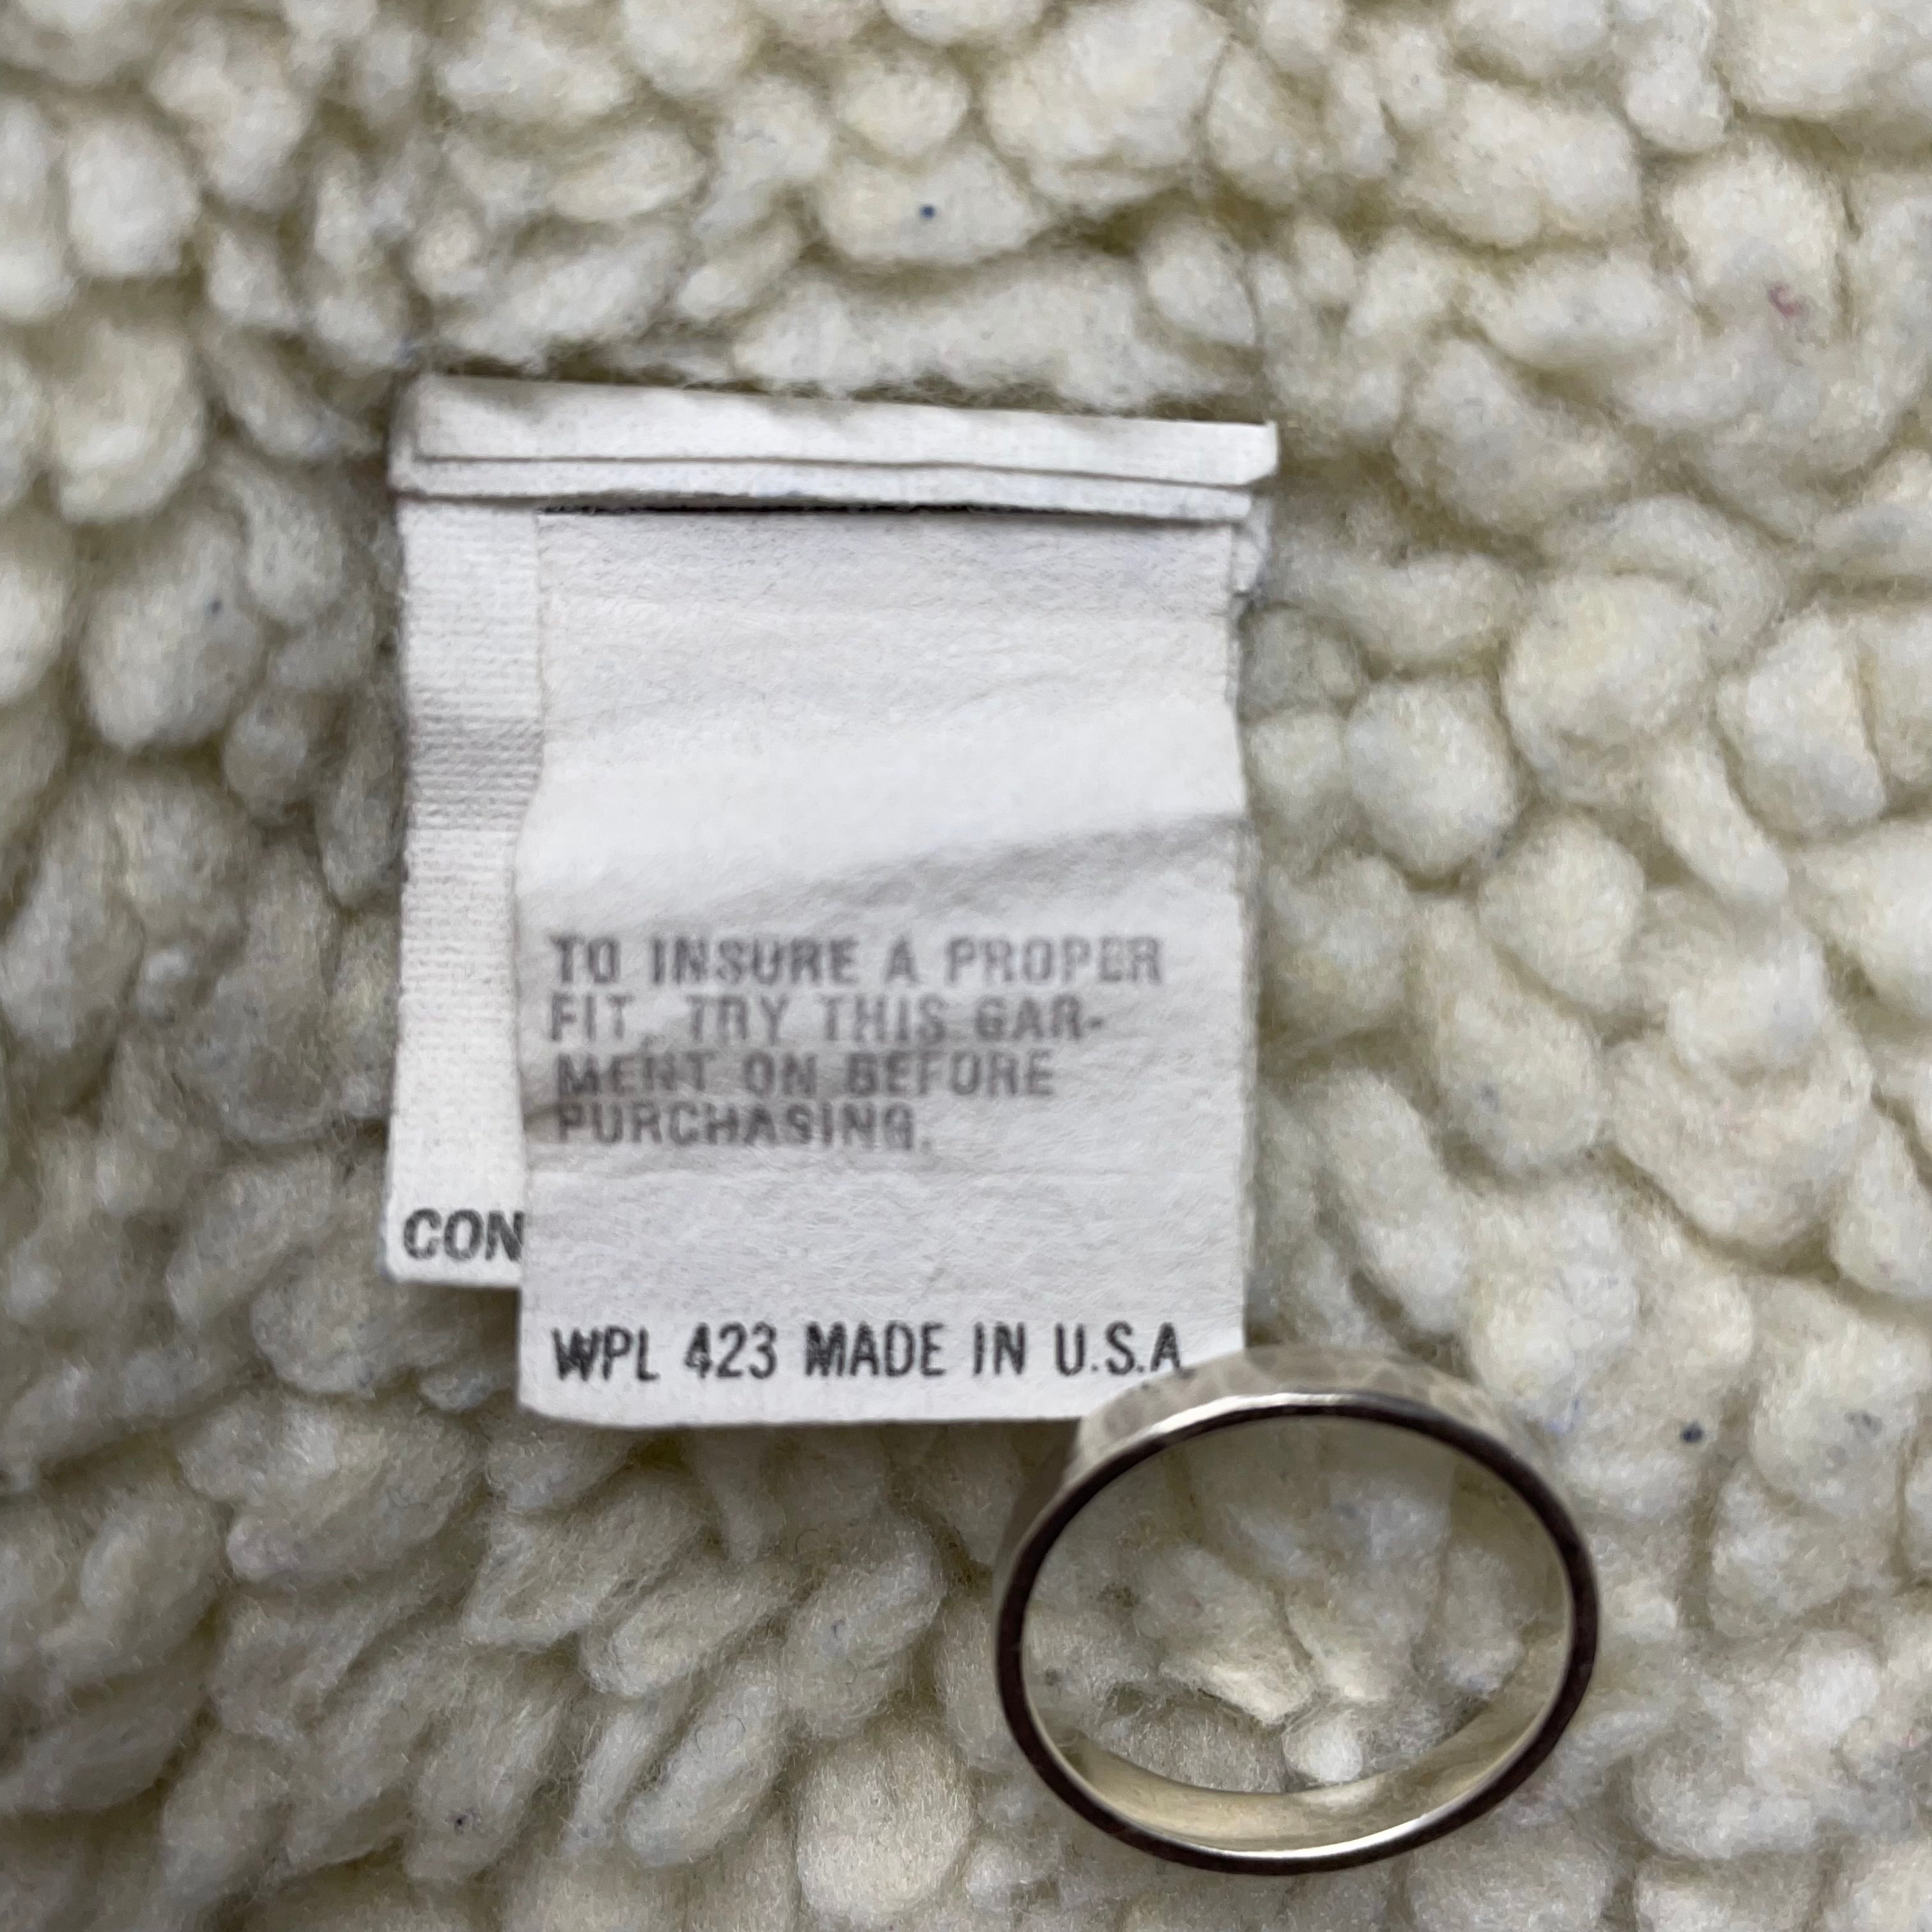 TO INSURE A PROPER
FIT, TRY THIS GAR-
MENT ON BEFORE
PURCHASING.
CON
WPL 423 MADE IN U.S.A.